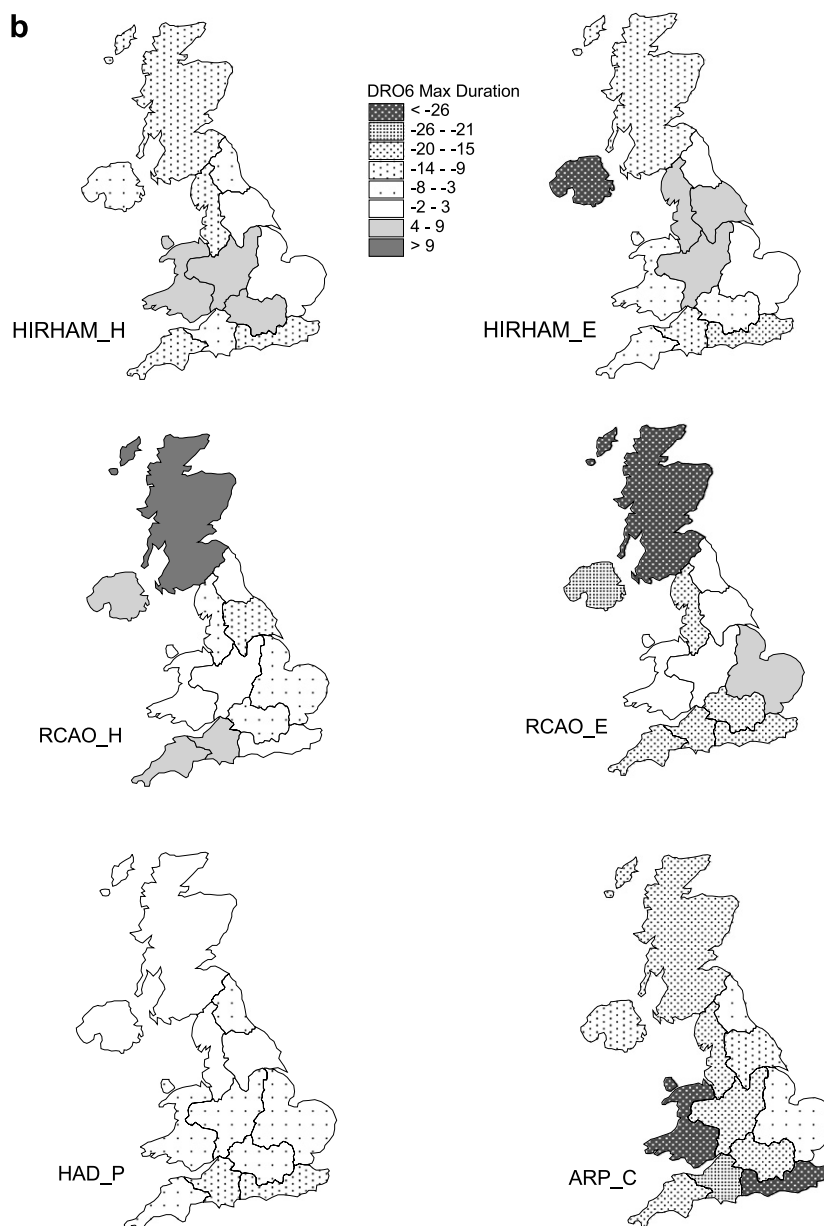 b
DRO6 Max Duration
< -26
-26 - -21
-20 - -15
-14 - -9
-8 - -3
-2 - 3
4 - 9
> 9
HIRHAM_H
HIRHAM_E
RCAO_H
RCAO_E
HAD_P
ARP_C